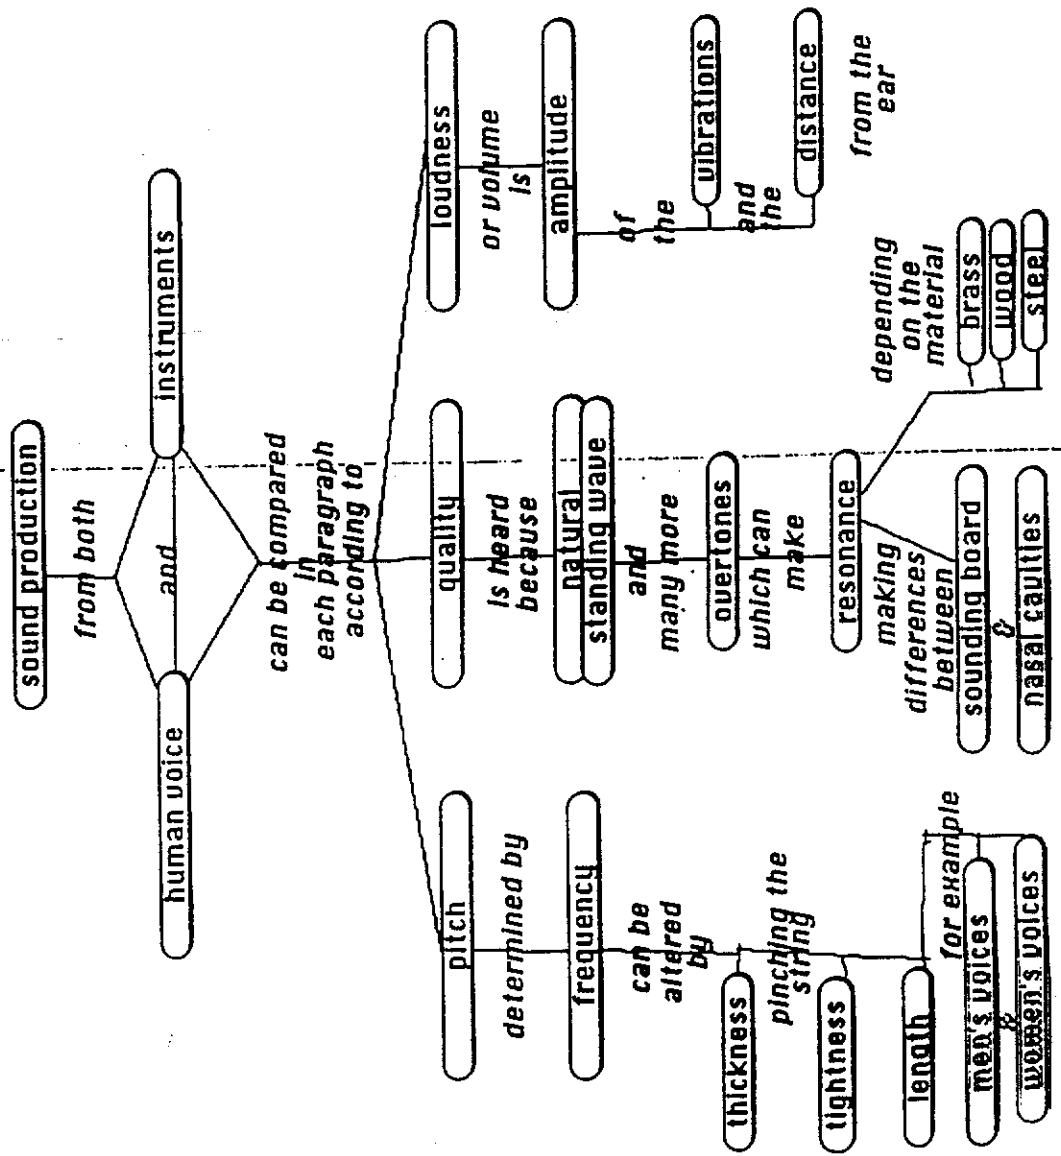 sound production
from both
human voice
and
instruments
can be compared
in
each paragraph
according to
pitch
determined by
frequency
can be
altered
by
thickness
pinching the
string
tightness
length
for example
men's voices
&
women's voices
quality
is heard
because
natural
standing wave
and
many more
overtones
which can
make
resonance
making
differences
between
sounding board
&
nasal cavities
depending
on the
material
brass
wood
steel
loudness
or volume
is
amplitude
of
the
vibrations
and
the
distance
from the
ear